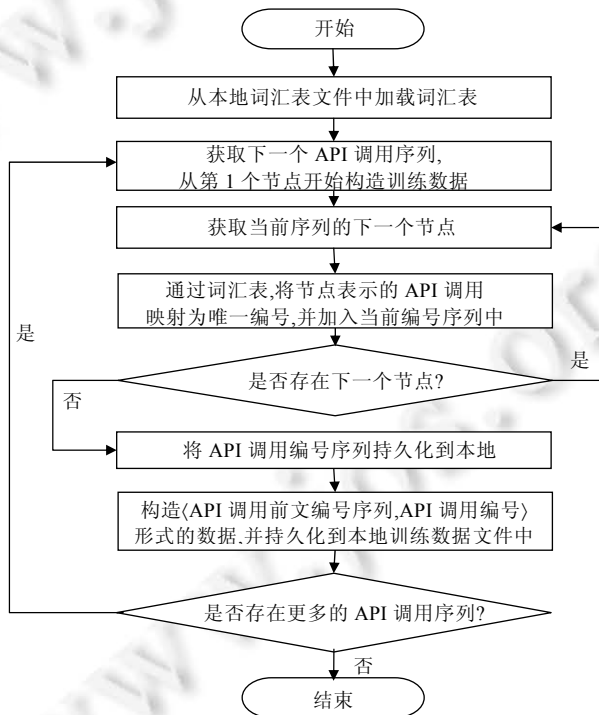 开始
从本地词汇表文件中加载词汇表
获取下一个 API 调用序列,
从第 1 个节点开始构造训练数据
获取当前序列的下一个节点
通过词汇表,将节点表示的 API 调用
映射为唯一编号,并加入当前编号序列中
是
是否存在下一个节点?
是
否
将 API 调用编号序列持久化到本地
构造⟨API 调用前文编号序列,API 调用编号⟩
形式的数据,并持久化到本地训练数据文件中
是否存在更多的 API 调用序列?
否
结束